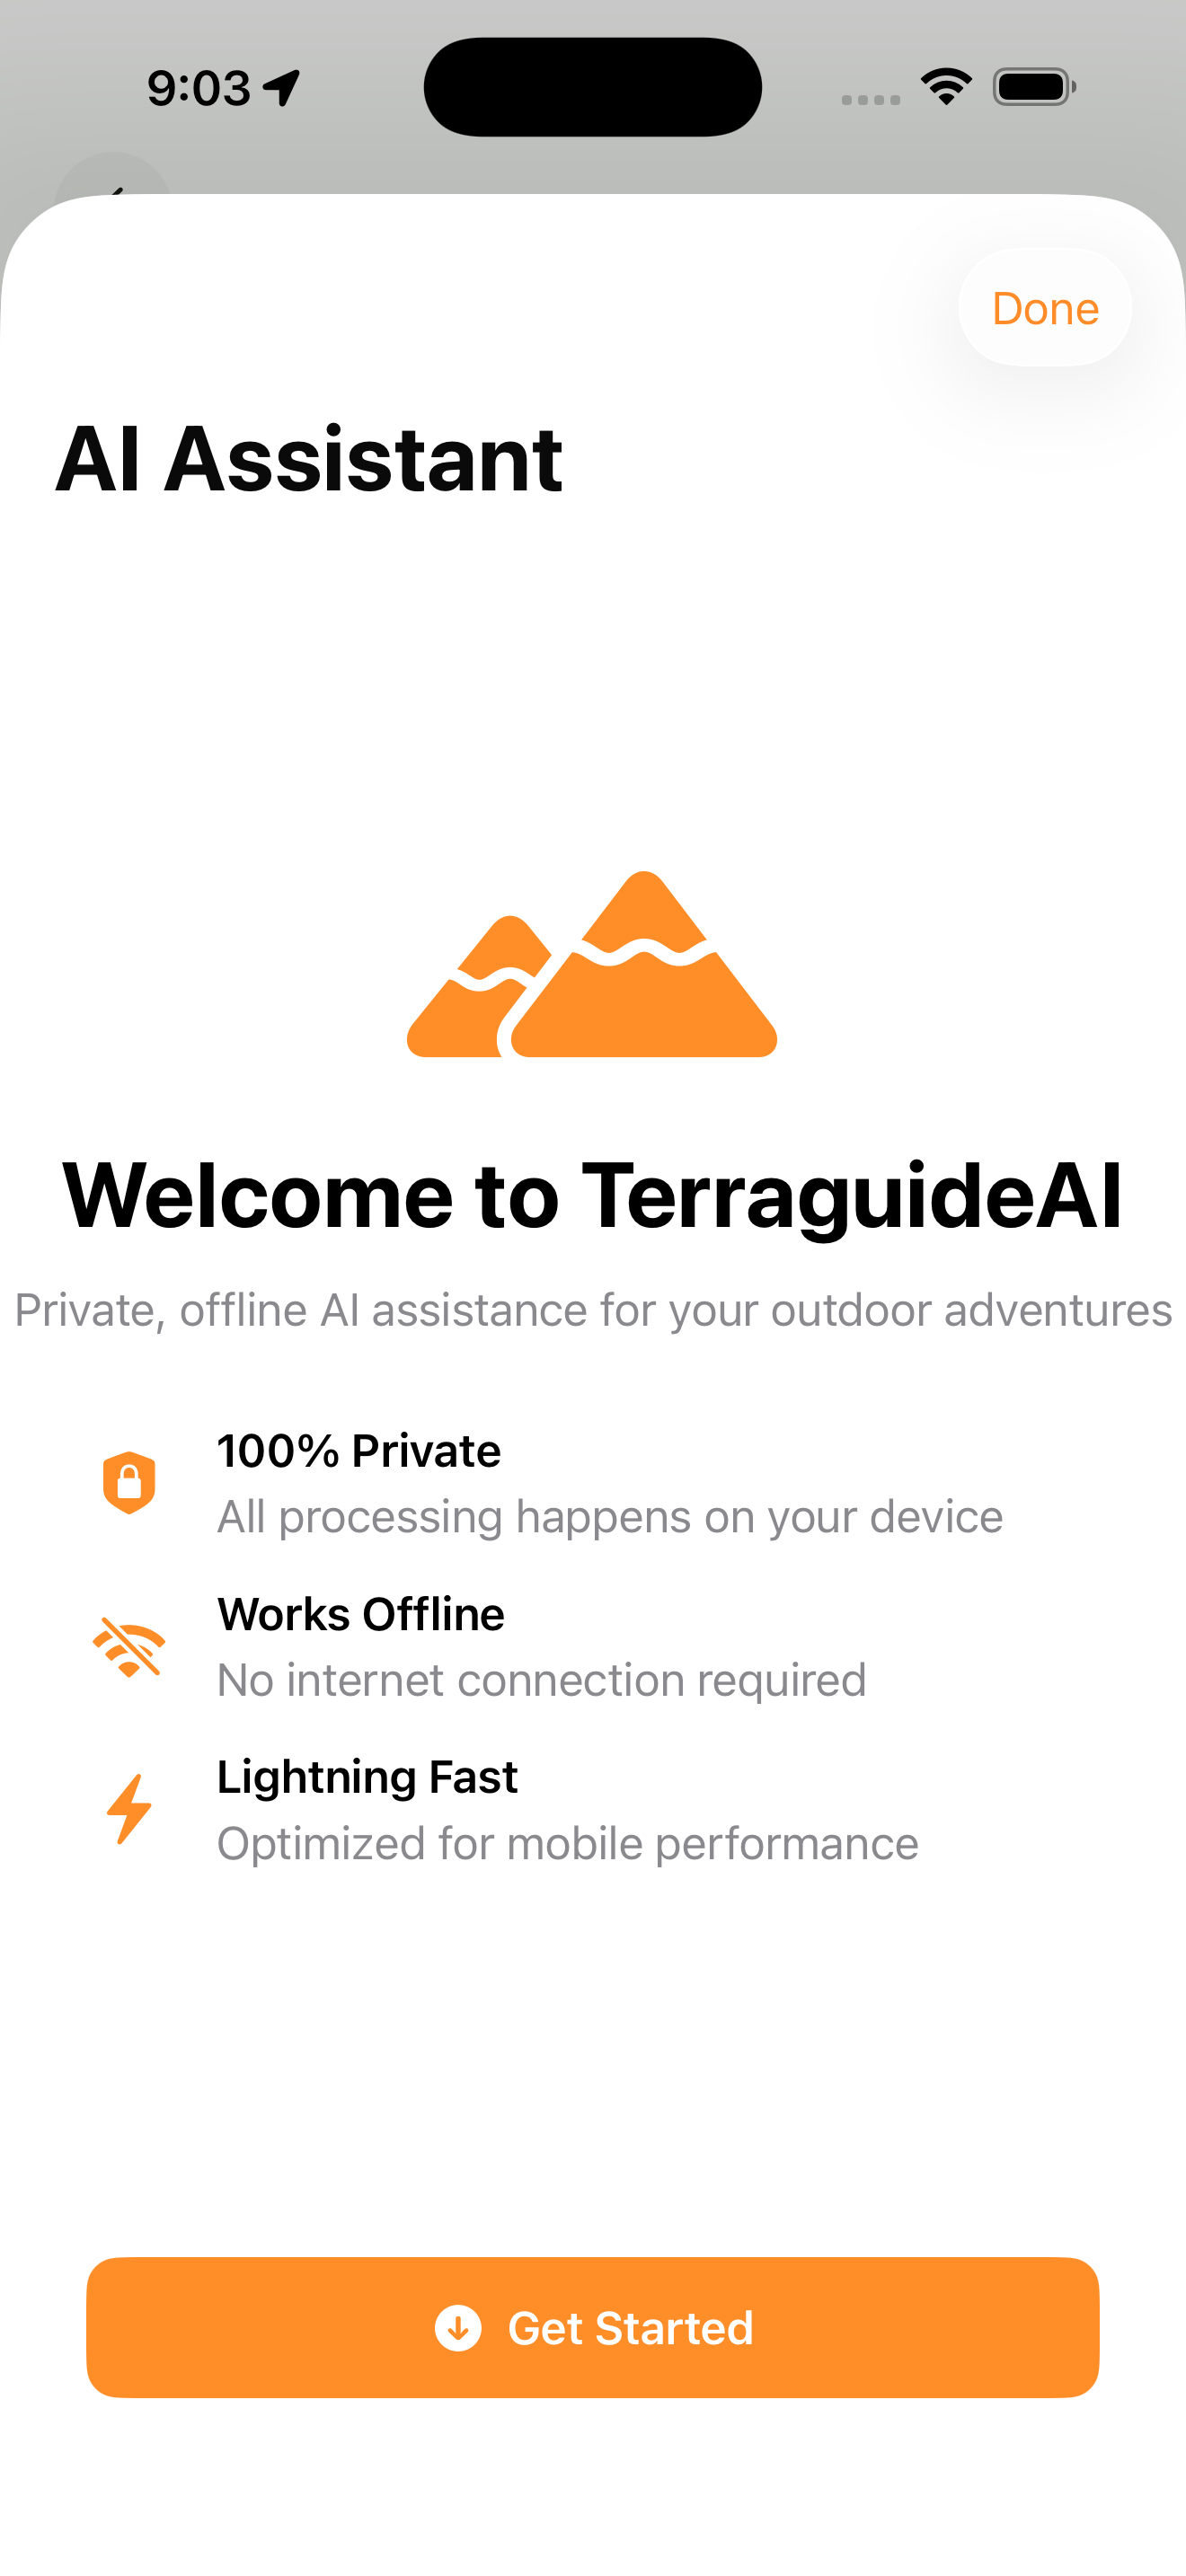 9:03
Done
AI Assistant
Welcome to TerraguideAI
Private, offline AI assistance for your outdoor adventures
100% Private
All processing happens on your device
Works Offline
No internet connection required
Lightning Fast
Optimized for mobile performance
Get Started